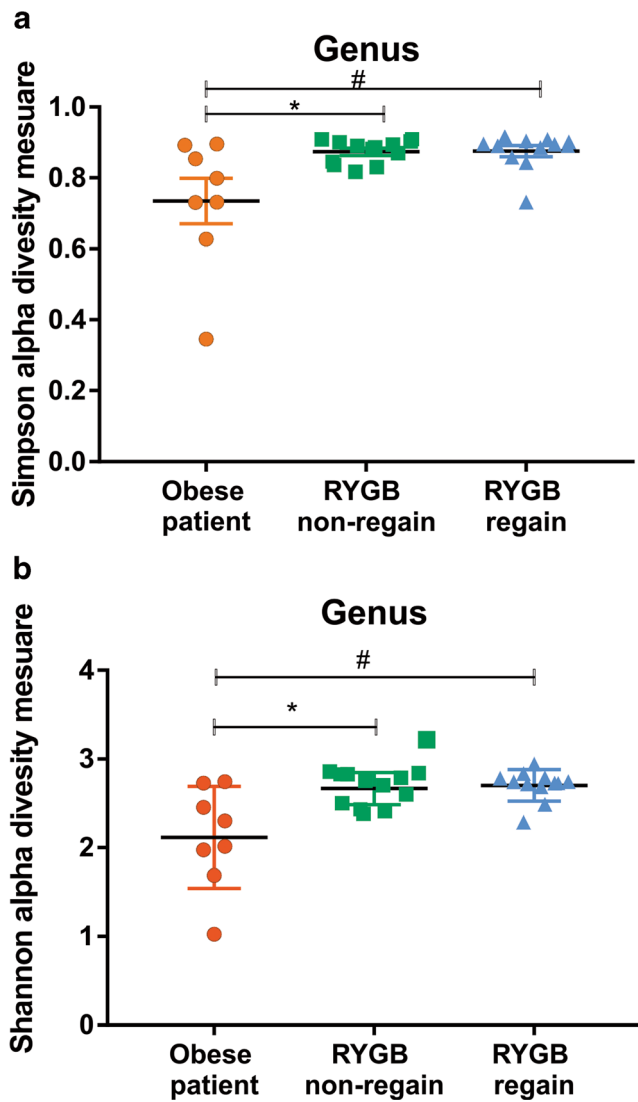 a
Genus
#
*
Simpson alpha divesity mesuare
1.0
0.8
0.6
0.4
0.2
0.0
Obese patient
RYGB non-regain
RYGB regain
b
Genus
#
*
Shannon alpha divesity mesuare
4
3
2
1
0
Obese patient
RYGB non-regain
RYGB regain